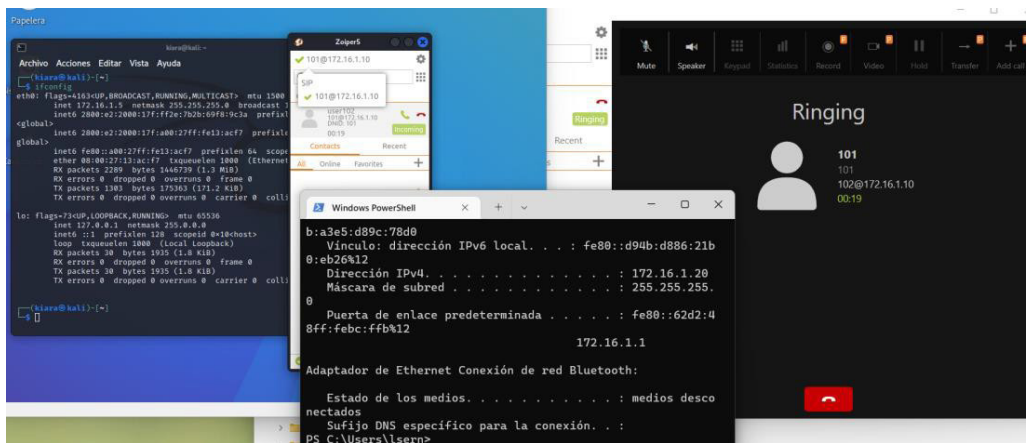 Papelera
kiara@kali: ~
Archivo Acciones Editar Vista Ayuda
(kiara㉿kali)-[~]
$ ifconfig
eth0: flags=4163<UP,BROADCAST,RUNNING,MULTICAST> mtu 1500
inet 172.16.1.5 netmask 255.255.255.0 broadcast 1
inet6 2800:e2:2000:17f:ff2e:7b2b:69f8:9c3a prefixl
<global>
inet6 2800:e2:2000:17f:a00:27ff:fe13:acf7 prefixle
global>
inet6 fe80::a00:27ff:fe13:acf7 prefixlen 64 scope
ether 08:00:27:13:ac:f7 txqueuelen 1000 (Ethernet
RX packets 2289 bytes 1446739 (1.3 MiB)
RX errors 0 dropped 0 overruns 0 frame 0
TX packets 1303 bytes 175363 (171.2 KiB)
TX errors 0 dropped 0 overruns 0 carrier 0 colli
lo: flags=73<UP,LOOPBACK,RUNNING> mtu 65536
inet 127.0.0.1 netmask 255.0.0.0
inet6 ::1 prefixlen 128 scopeid 0×10<host>
loop txqueuelen 1000 (Local Loopback)
RX packets 30 bytes 1935 (1.8 KiB)
RX errors 0 dropped 0 overruns 0 frame 0
TX packets 30 bytes 1935 (1.8 KiB)
TX errors 0 dropped 0 overruns 0 carrier 0 colli
(kiara㉿kali)-[~]
$
Zoiper5
101@172.16.1.10
SIP
101@172.16.1.10
user102
101@172.16.1.10
DNID: 101
00:19
Incoming
Contacts Recent
All Online Favorites
Ringing
Recent
Windows PowerShell
b:a3e5:d89c:78d0
Vínculo: dirección IPv6 local. . . : fe80::d94b:d886:21b
0:eb26%12
Dirección IPv4. . . . . . . . . . . . . . : 172.16.1.20
Máscara de subred . . . . . . . . . . . . : 255.255.255.
0
Puerta de enlace predeterminada . . . . . : fe80::62d2:4
8ff:febc:ffb%12
172.16.1.1
Adaptador de Ethernet Conexión de red Bluetooth:
Estado de los medios. . . . . . . . . . . : medios desco
nectados
Sufijo DNS específico para la conexión. . :
PS C:\Users\lsern>
Mute Speaker Keypad Statistics Record Video Hold Transfer Add call
Ringing
101
101
102@172.16.1.10
00:19